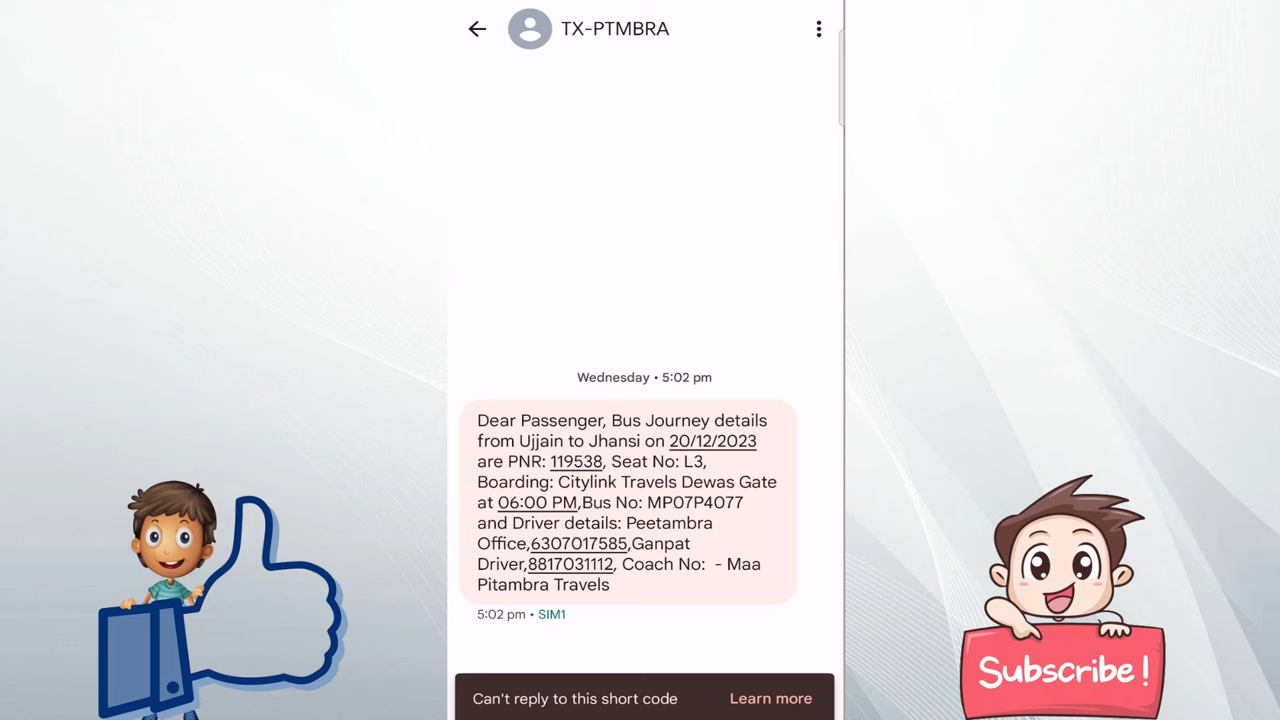 TX-PTMBRA
Wednesday • 5:02 pm
Dear Passenger, Bus Journey details
from Ujjain to Jhansi on 20/12/2023
are PNR: 119538, Seat No: L3,
Boarding: Citylink Travels Dewas Gate
at 06:00 PM,Bus No: MP07P4077
and Driver details: Peetambra
Office,6307017585,Ganpat
Driver,8817031112, Coach No:  - Maa
Pitambra Travels
5:02 pm • SIM1
Can't reply to this short code Learn more
Subscribe !